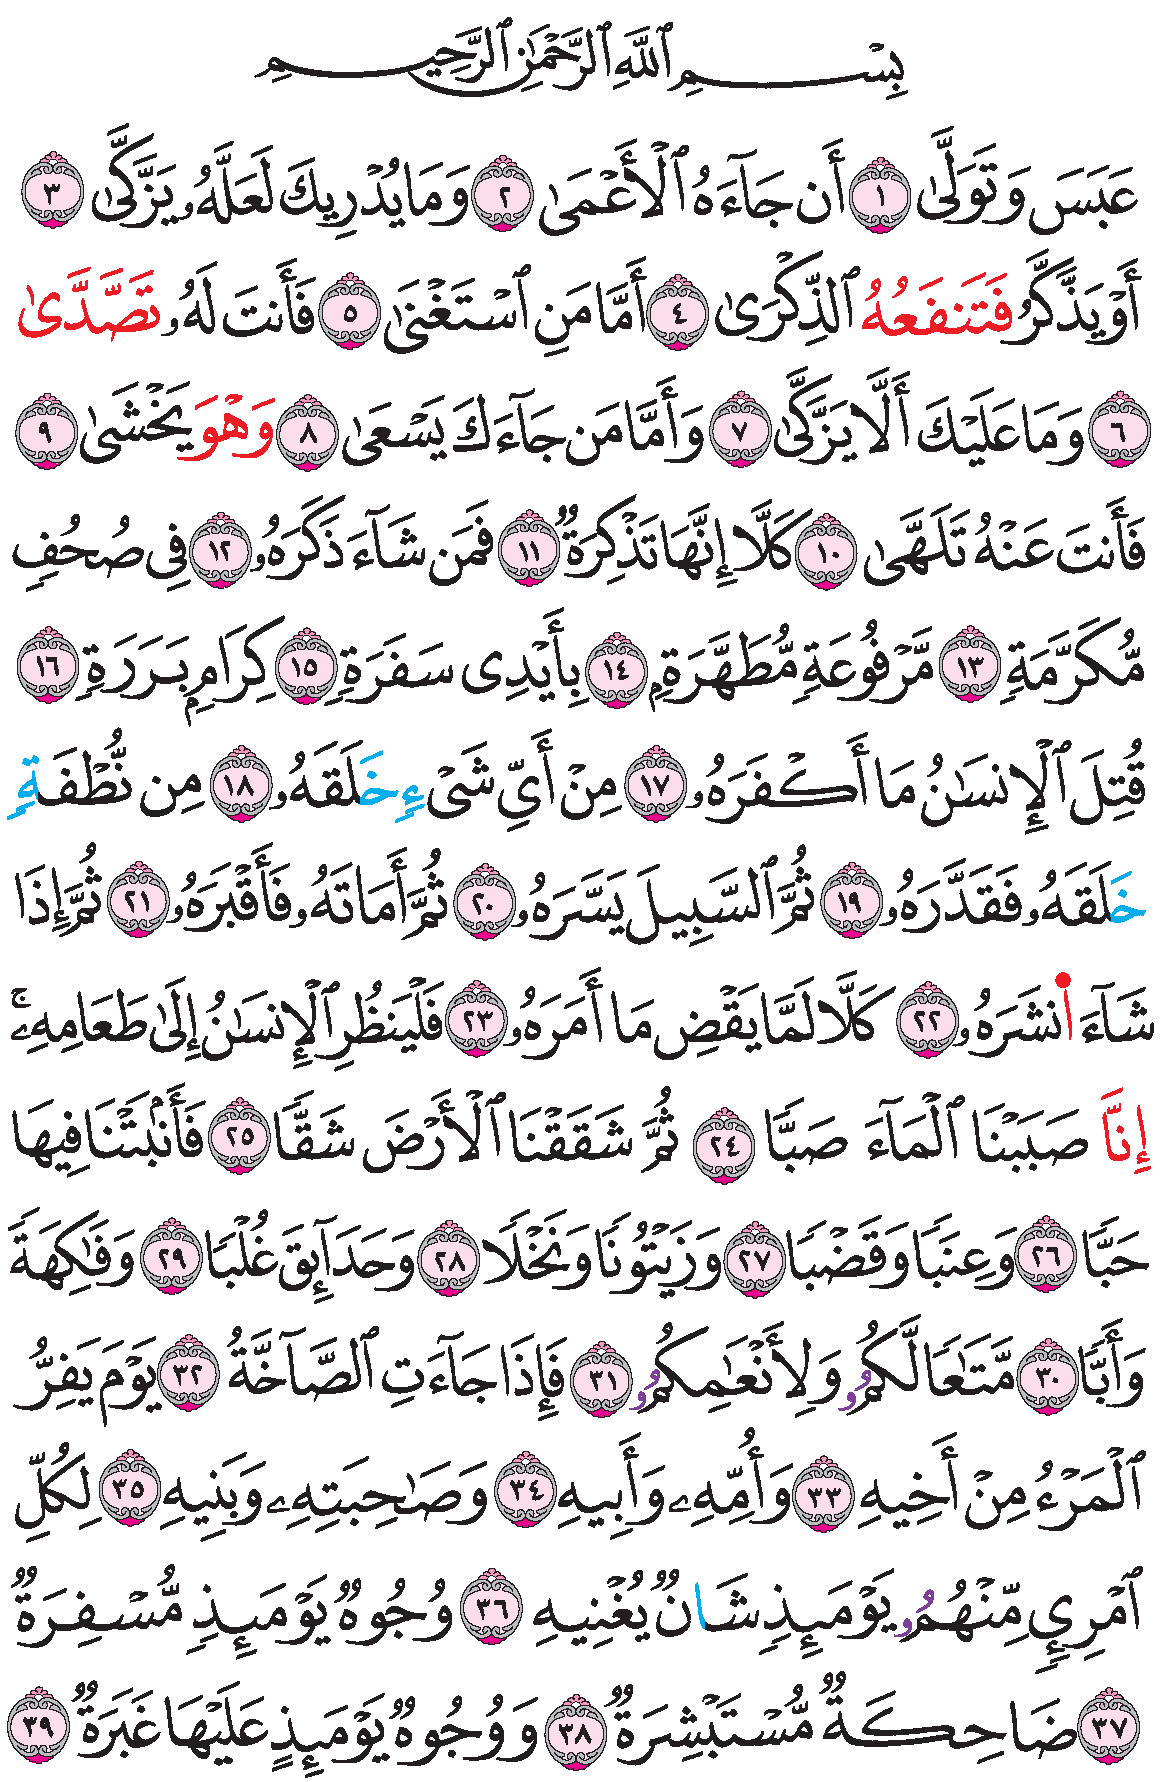 بِسْمِ ٱللَّهِ ٱلرَّحْمَٰنِ ٱلرَّحِيمِ
عَبَسَ وَتَوَلَّىٰ ١ أَن جَآءَهُ ٱلْأَعْمَىٰ ٢ وَمَا يُدْرِيكَ لَعَلَّهُۥ يَزَّكَّىٰ ٣
أَوْ يَذَّكَّرُ فَتَنفَعُهُ ٱلذِّكْرَىٰ ٤ أَمَّا مَنِ ٱسْتَغْنَىٰ ٥ فَأَنتَ لَهُۥ تَصَّدَّىٰ
٦ وَمَا عَلَيْكَ أَلَّا يَزَّكَّىٰ ٧ وَأَمَّا مَن جَآءَكَ يَسْعَىٰ ٨ وَهْوَ يَخْشَىٰ ٩
فَأَنتَ عَنْهُ تَلَهَّىٰ ١٠ كَلَّآ إِنَّهَا تَذْكِرَةٌ ١١ فَمَن شَآءَ ذَكَرَهُۥ ١٢ فِى صُحُفٍ
مُّكَرَّمَةٍ ١٣ مَّرْفُوعَةٍ مُّطَهَّرَةٍۭ ١٤ بِأَيْدِى سَفَرَةٍ ١٥ كِرَامٍۭ بَرَرَةٍ ١٦
قُتِلَ ٱلْإِنسَٰنُ مَا أَكْفَرَهُۥ ١٧ مِنْ أَىِّ شَىْءٍ خَلَقَهُۥ ١٨ مِن نُّطْفَةٍ
خَلَقَهُۥ فَقَدَّرَهُۥ ١٩ ثُمَّ ٱلسَّبِيلَ يَسَّرَهُۥ ٢٠ ثُمَّ أَمَاتَهُۥ فَأَقْبَرَهُۥ ٢١ ثُمَّ إِذَا
شَآءَ اَنشَرَهُۥ ٢٢ كَلَّا لَمَّا يَقْضِ مَا أَمَرَهُۥ ٢٣ فَلْيَنظُرِ ٱلْإِنسَٰنُ إِلَىٰ طَعَامِهِۦ
إِنَّا صَبَبْنَا ٱلْمَآءَ صَبًّا ٢٤ ثُمَّ شَقَقْنَا ٱلْأَرْضَ شَقًّا ٢٥ فَأَنۢبَتْنَا فِيهَا
حَبًّا ٢٦ وَعِنَبًا وَقَضْبًا ٢٧ وَزَيْتُونًا وَنَخْلًا ٢٨ وَحَدَآئِقَ غُلْبًا ٢٩ وَفَٰكِهَةً
وَأَبًّا ٣٠ مَّتَٰعًا لَّكُمُۥ وَلِأَنْعَٰمِكُمُۥ ٣١ فَإِذَا جَآءَتِ ٱلصَّآخَّةُ ٣٢ يَوْمَ يَفِرُّ
ٱلْمَرْءُ مِنْ أَخِيهِ ٣٣ وَأُمِّهِۦ وَأَبِيهِ ٣٤ وَصَٰحِبَتِهِۦ وَبَنِيهِ ٣٥ لِكُلِّ
ٱمْرِئٍ مِّنْهُمُۥ يَوْمَئِذٍ شَانٌ يُغْنِيهِ ٣٦ وُجُوهٌ يَوْمَئِذٍ مُّسْفِرَةٌ
٣٧ ضَاحِكَةٌ مُّسْتَبْشِرَةٌ ٣٨ وَوُجُوهٌ يَوْمَئِذٍ عَلَيْهَا غَبَرَةٌ ٣٩